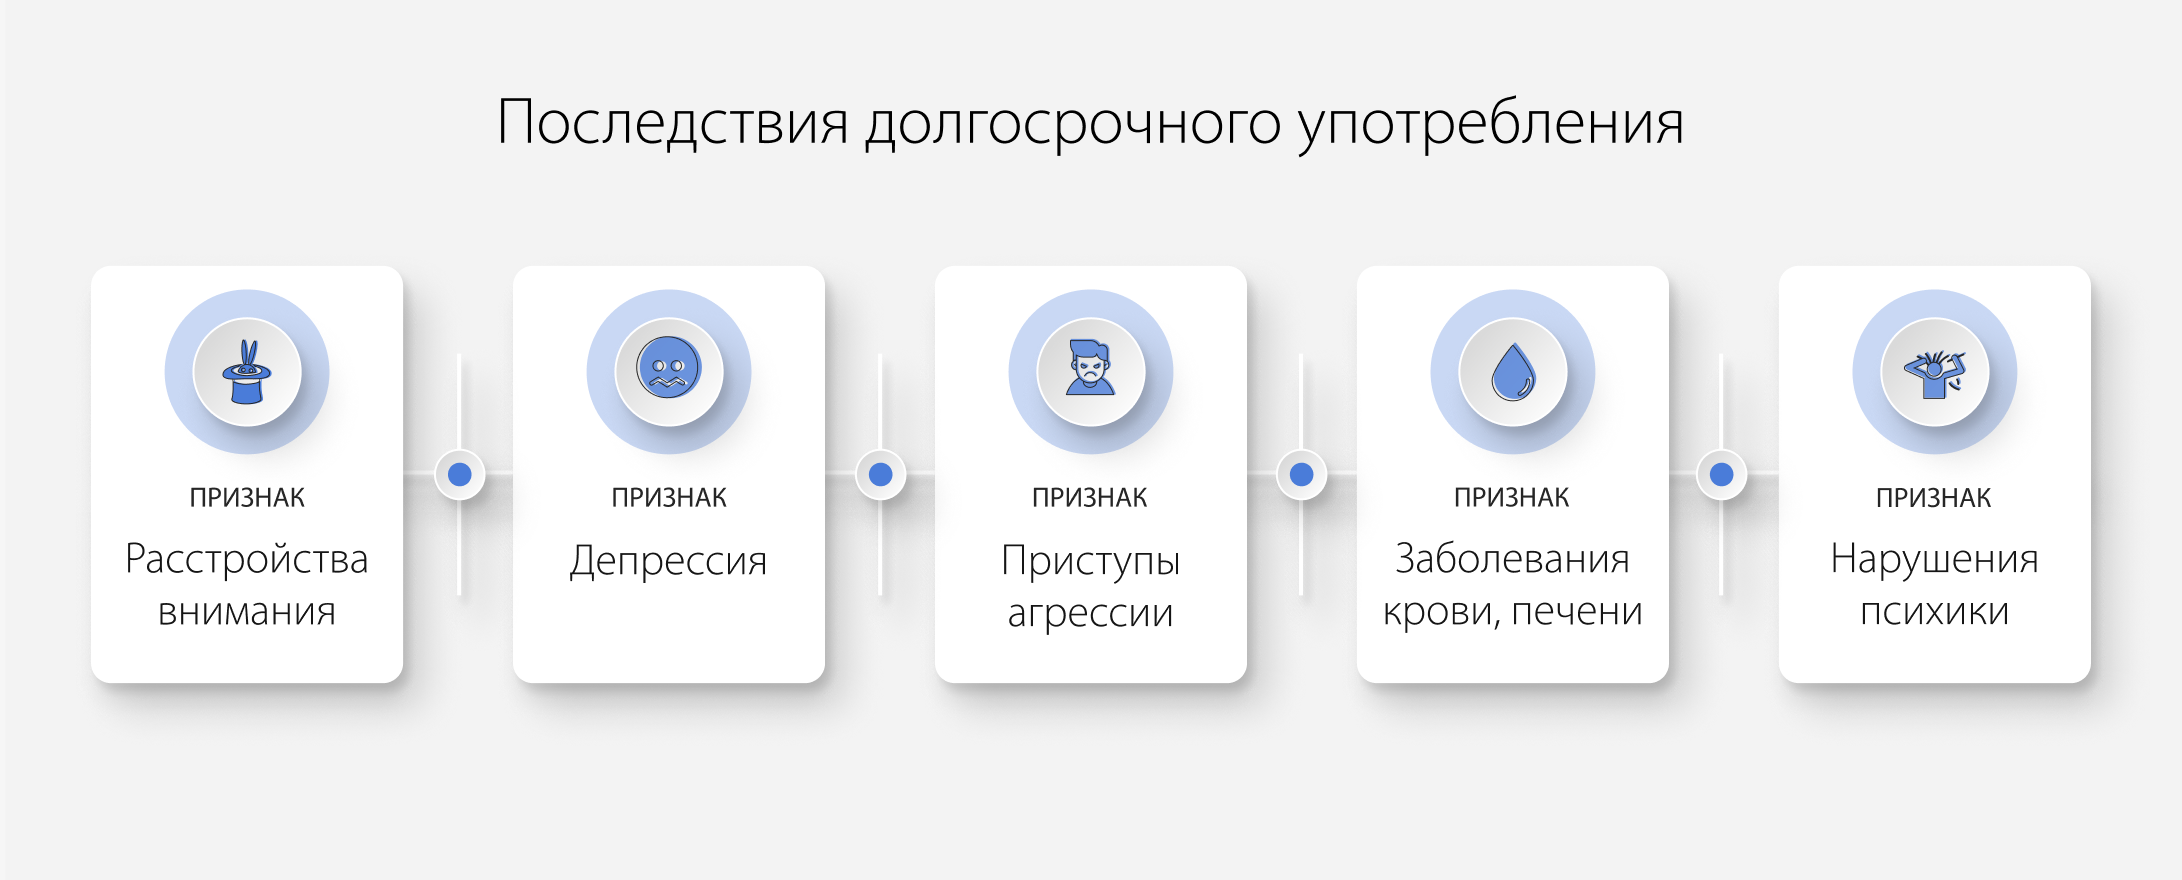 Последствия долгосрочного употребления
ПРИЗНАК
Расстройства
внимания
ПРИЗНАК
Депрессия
ПРИЗНАК
Приступы
агрессии
ПРИЗНАК
Заболевания
крови, печени
ПРИЗНАК
Нарушения
психики